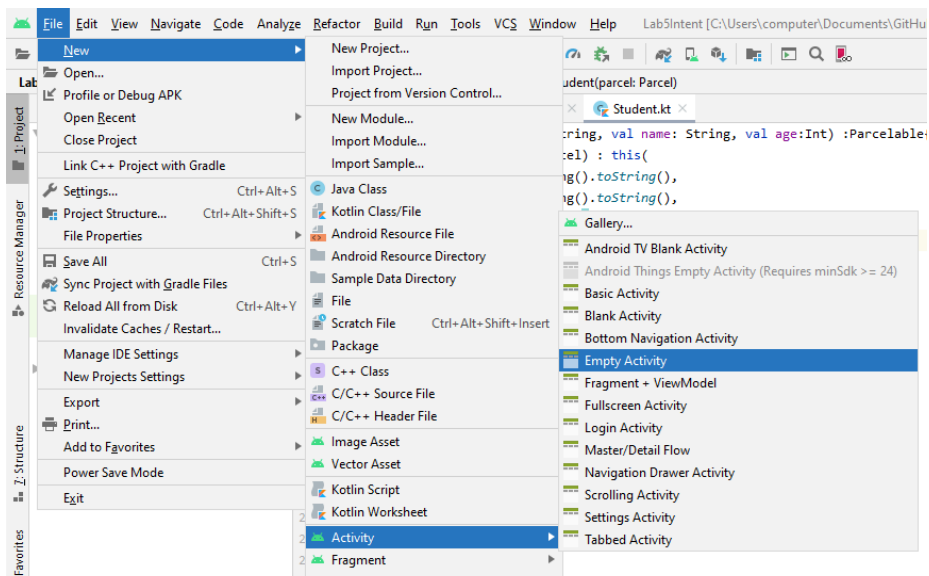 File Edit View Navigate Code Analyze Refactor Build Run Tools VCS Window Help Lab5Intent [C:\Users\computer\Documents\GitHu
New
Open...
Profile or Debug APK
Open Recent
Close Project
Link C++ Project with Gradle
Settings... Ctrl+Alt+S
Project Structure... Ctrl+Alt+Shift+S
File Properties
Save All Ctrl+S
Sync Project with Gradle Files
Reload All from Disk Ctrl+Alt+Y
Invalidate Caches / Restart...
Manage IDE Settings
New Projects Settings
Export
Print...
Add to Favorites
Power Save Mode
Exit
New Project...
Import Project...
Project from Version Control...
New Module...
Import Module...
Import Sample...
Java Class
Kotlin Class/File
Android Resource File
Android Resource Directory
Sample Data Directory
File
Scratch File Ctrl+Alt+Shift+Insert
Package
C++ Class
C/C++ Source File
C/C++ Header File
Image Asset
Vector Asset
Kotlin Script
Kotlin Worksheet
Activity
Fragment
Gallery...
Android TV Blank Activity
Android Things Empty Activity (Requires minSdk >= 24)
Basic Activity
Blank Activity
Bottom Navigation Activity
Empty Activity
Fragment + ViewModel
Fullscreen Activity
Login Activity
Master/Detail Flow
Navigation Drawer Activity
Scrolling Activity
Settings Activity
Tabbed Activity
Lab
udent(parcel: Parcel)
Student.kt
tring, val name: String, val age:Int) :Parcelable{
cel) : this(
ng().toString(),
ng().toString(),
1: Project
Resource Manager
7: Structure
Favorites